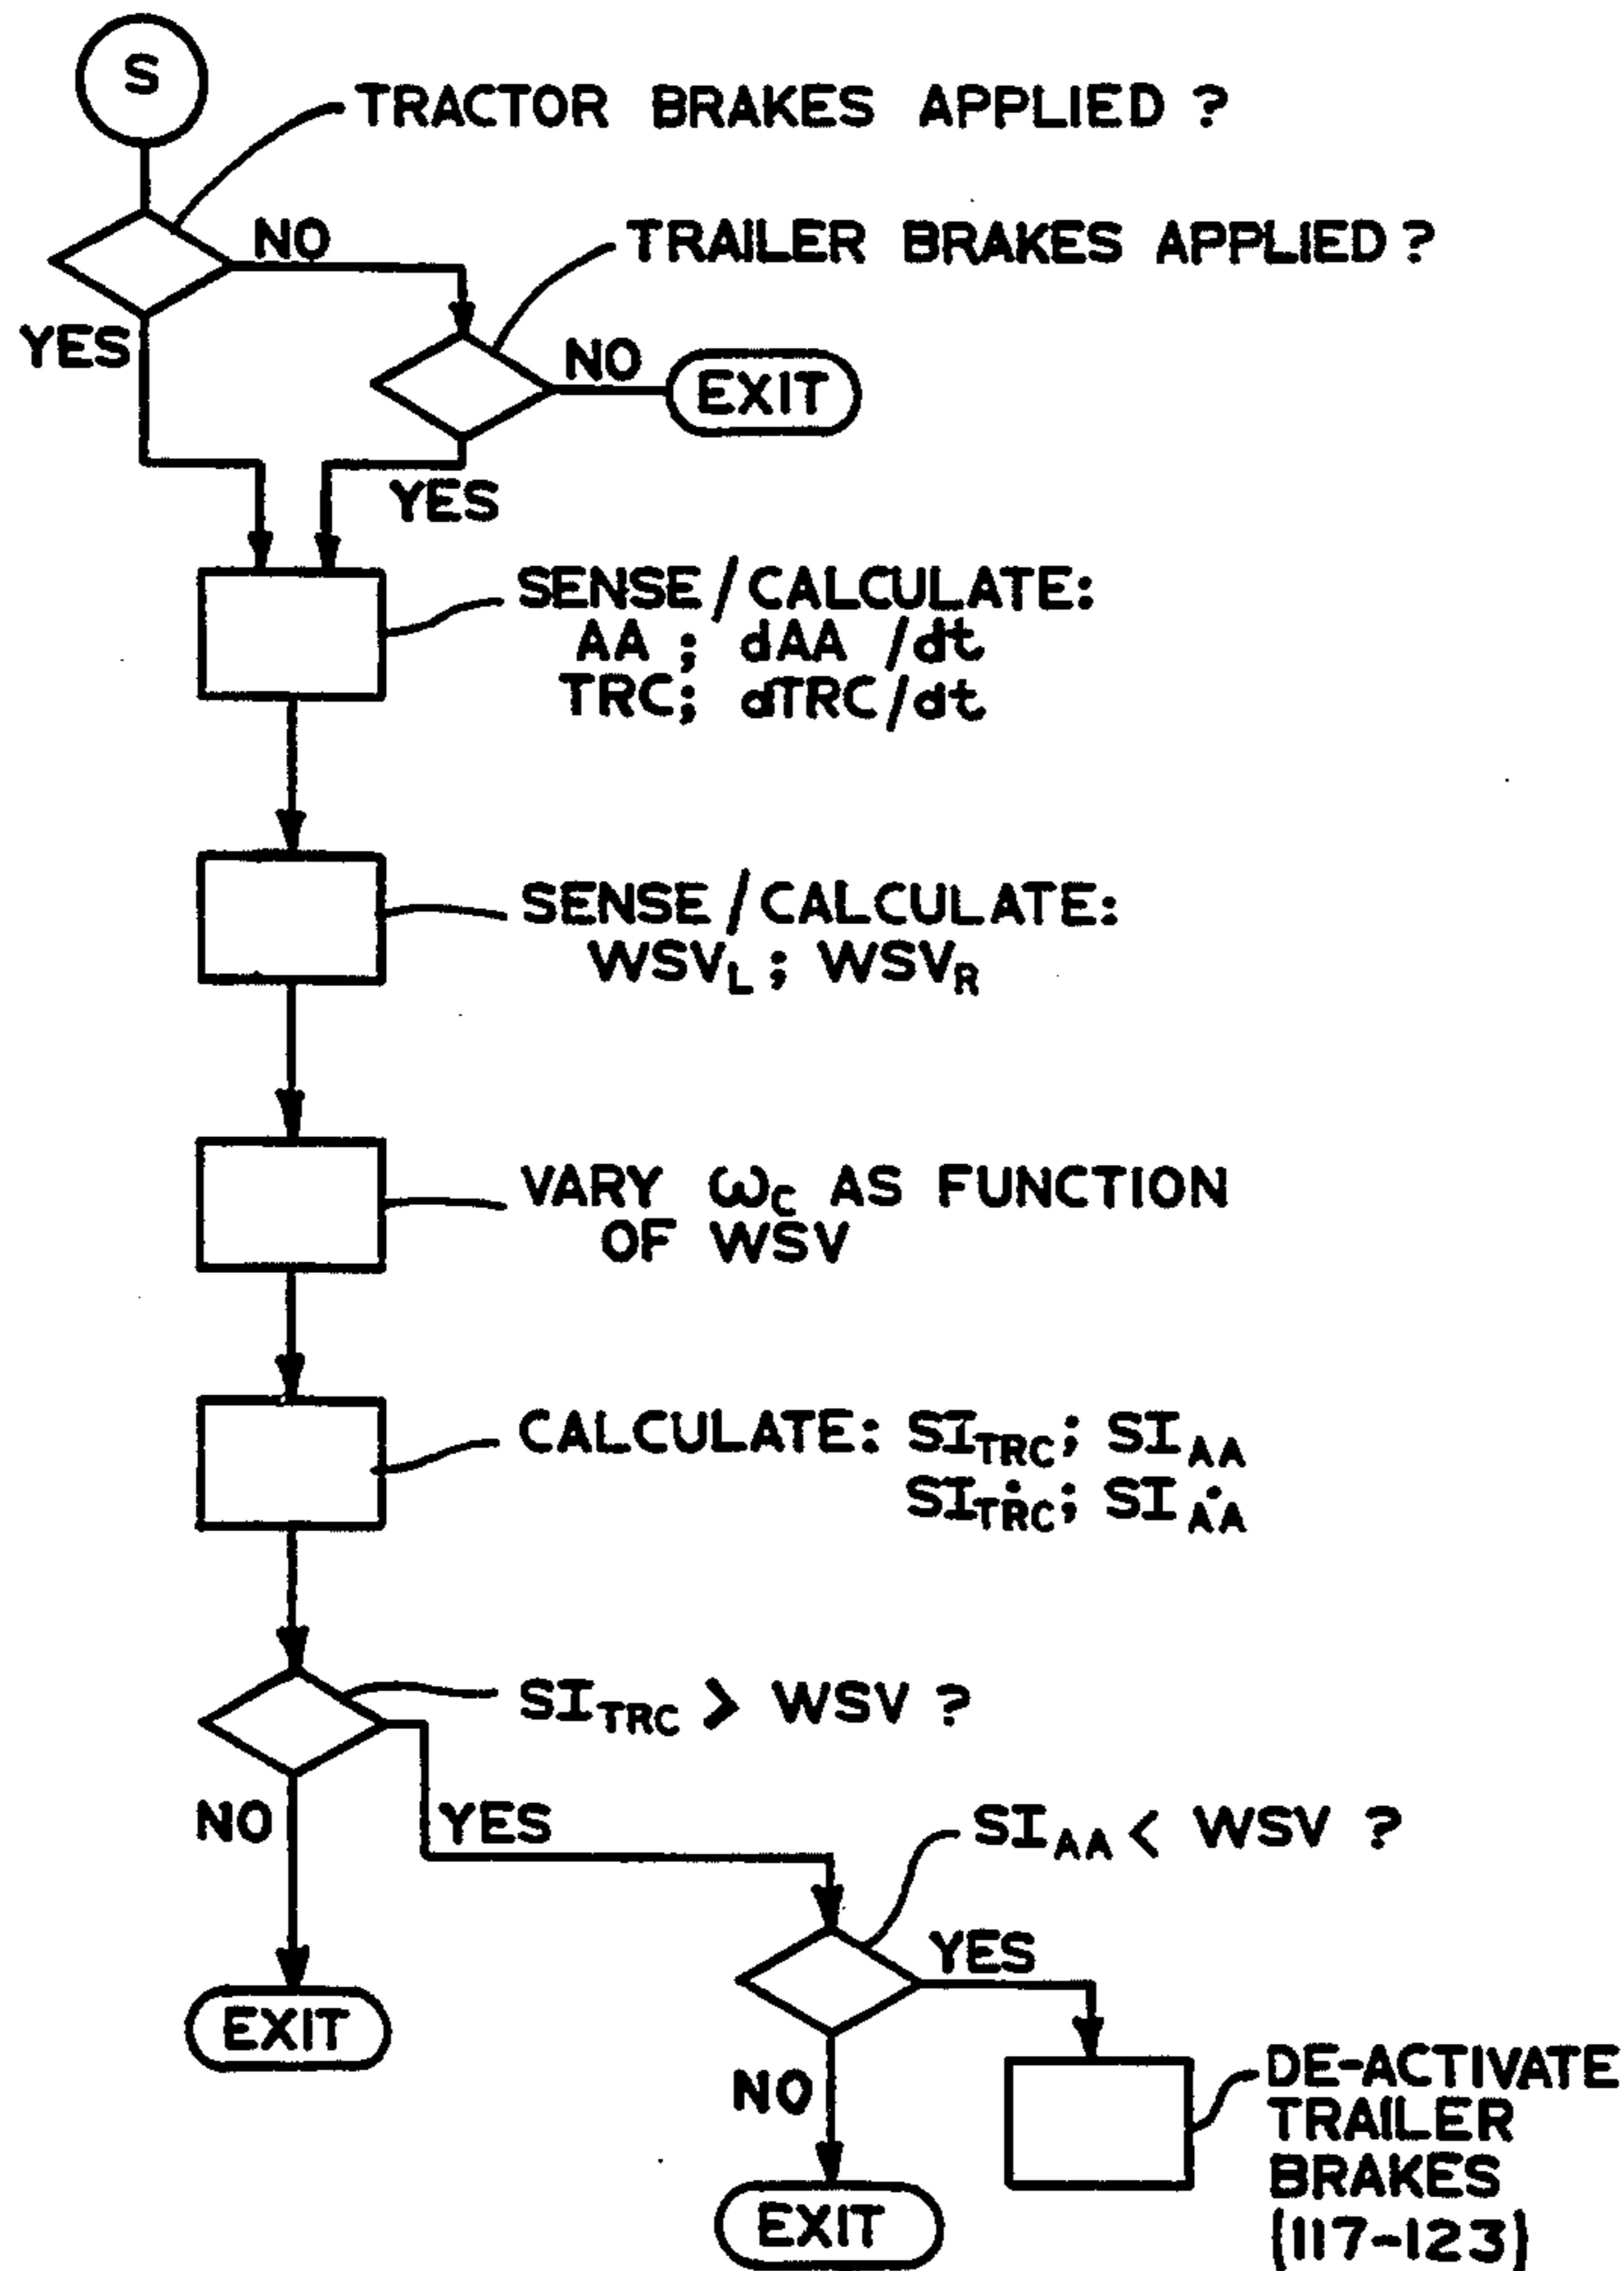 S
TRACTOR BRAKES APPLIED ?
NO
TRAILER BRAKES APPLIED ?
YES
NO
EXIT
YES
SENSE/CALCULATE:
AA ; dAA /dt
TRC; dTRC/dt
SENSE/CALCULATE:
WSV_L ; WSV_R
VARY ω_C AS FUNCTION
OF WSV
CALCULATE: SI_TRC; SI_AA
SI_TṘC; SI_ȦA
SI_TRC > WSV ?
NO
YES
SI_AA < WSV ?
YES
EXIT
NO
DE-ACTIVATE
TRAILER
BRAKES
(117-123)
EXIT